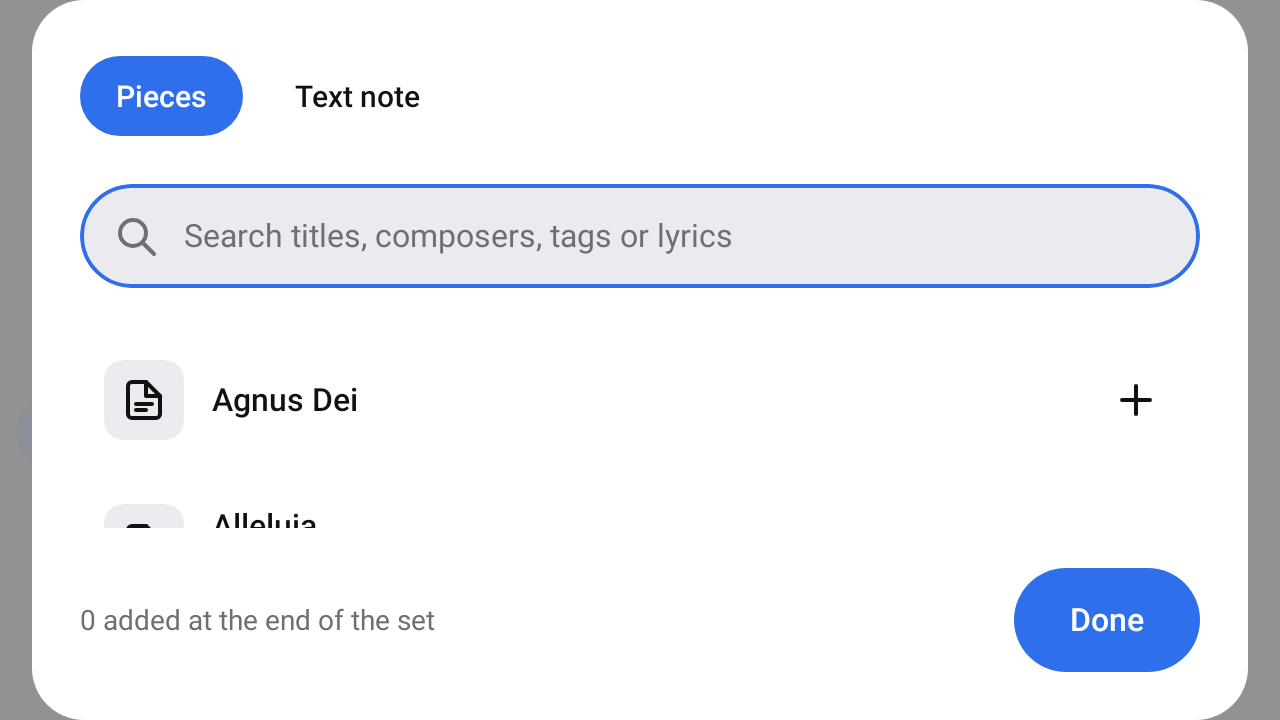 Pieces
Text note
Search titles, composers, tags or lyrics
Agnus Dei
Alleluia
0 added at the end of the set
Done